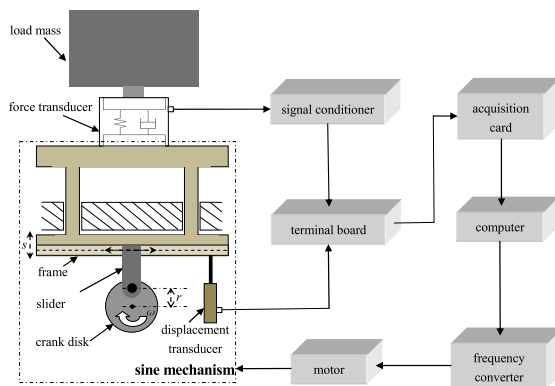 load mass
force transducer
signal conditioner
acquisition
card
s
terminal board
computer
frame
slider
r
ω
crank disk
displacement
transducer
sine mechanism
motor
frequency
converter